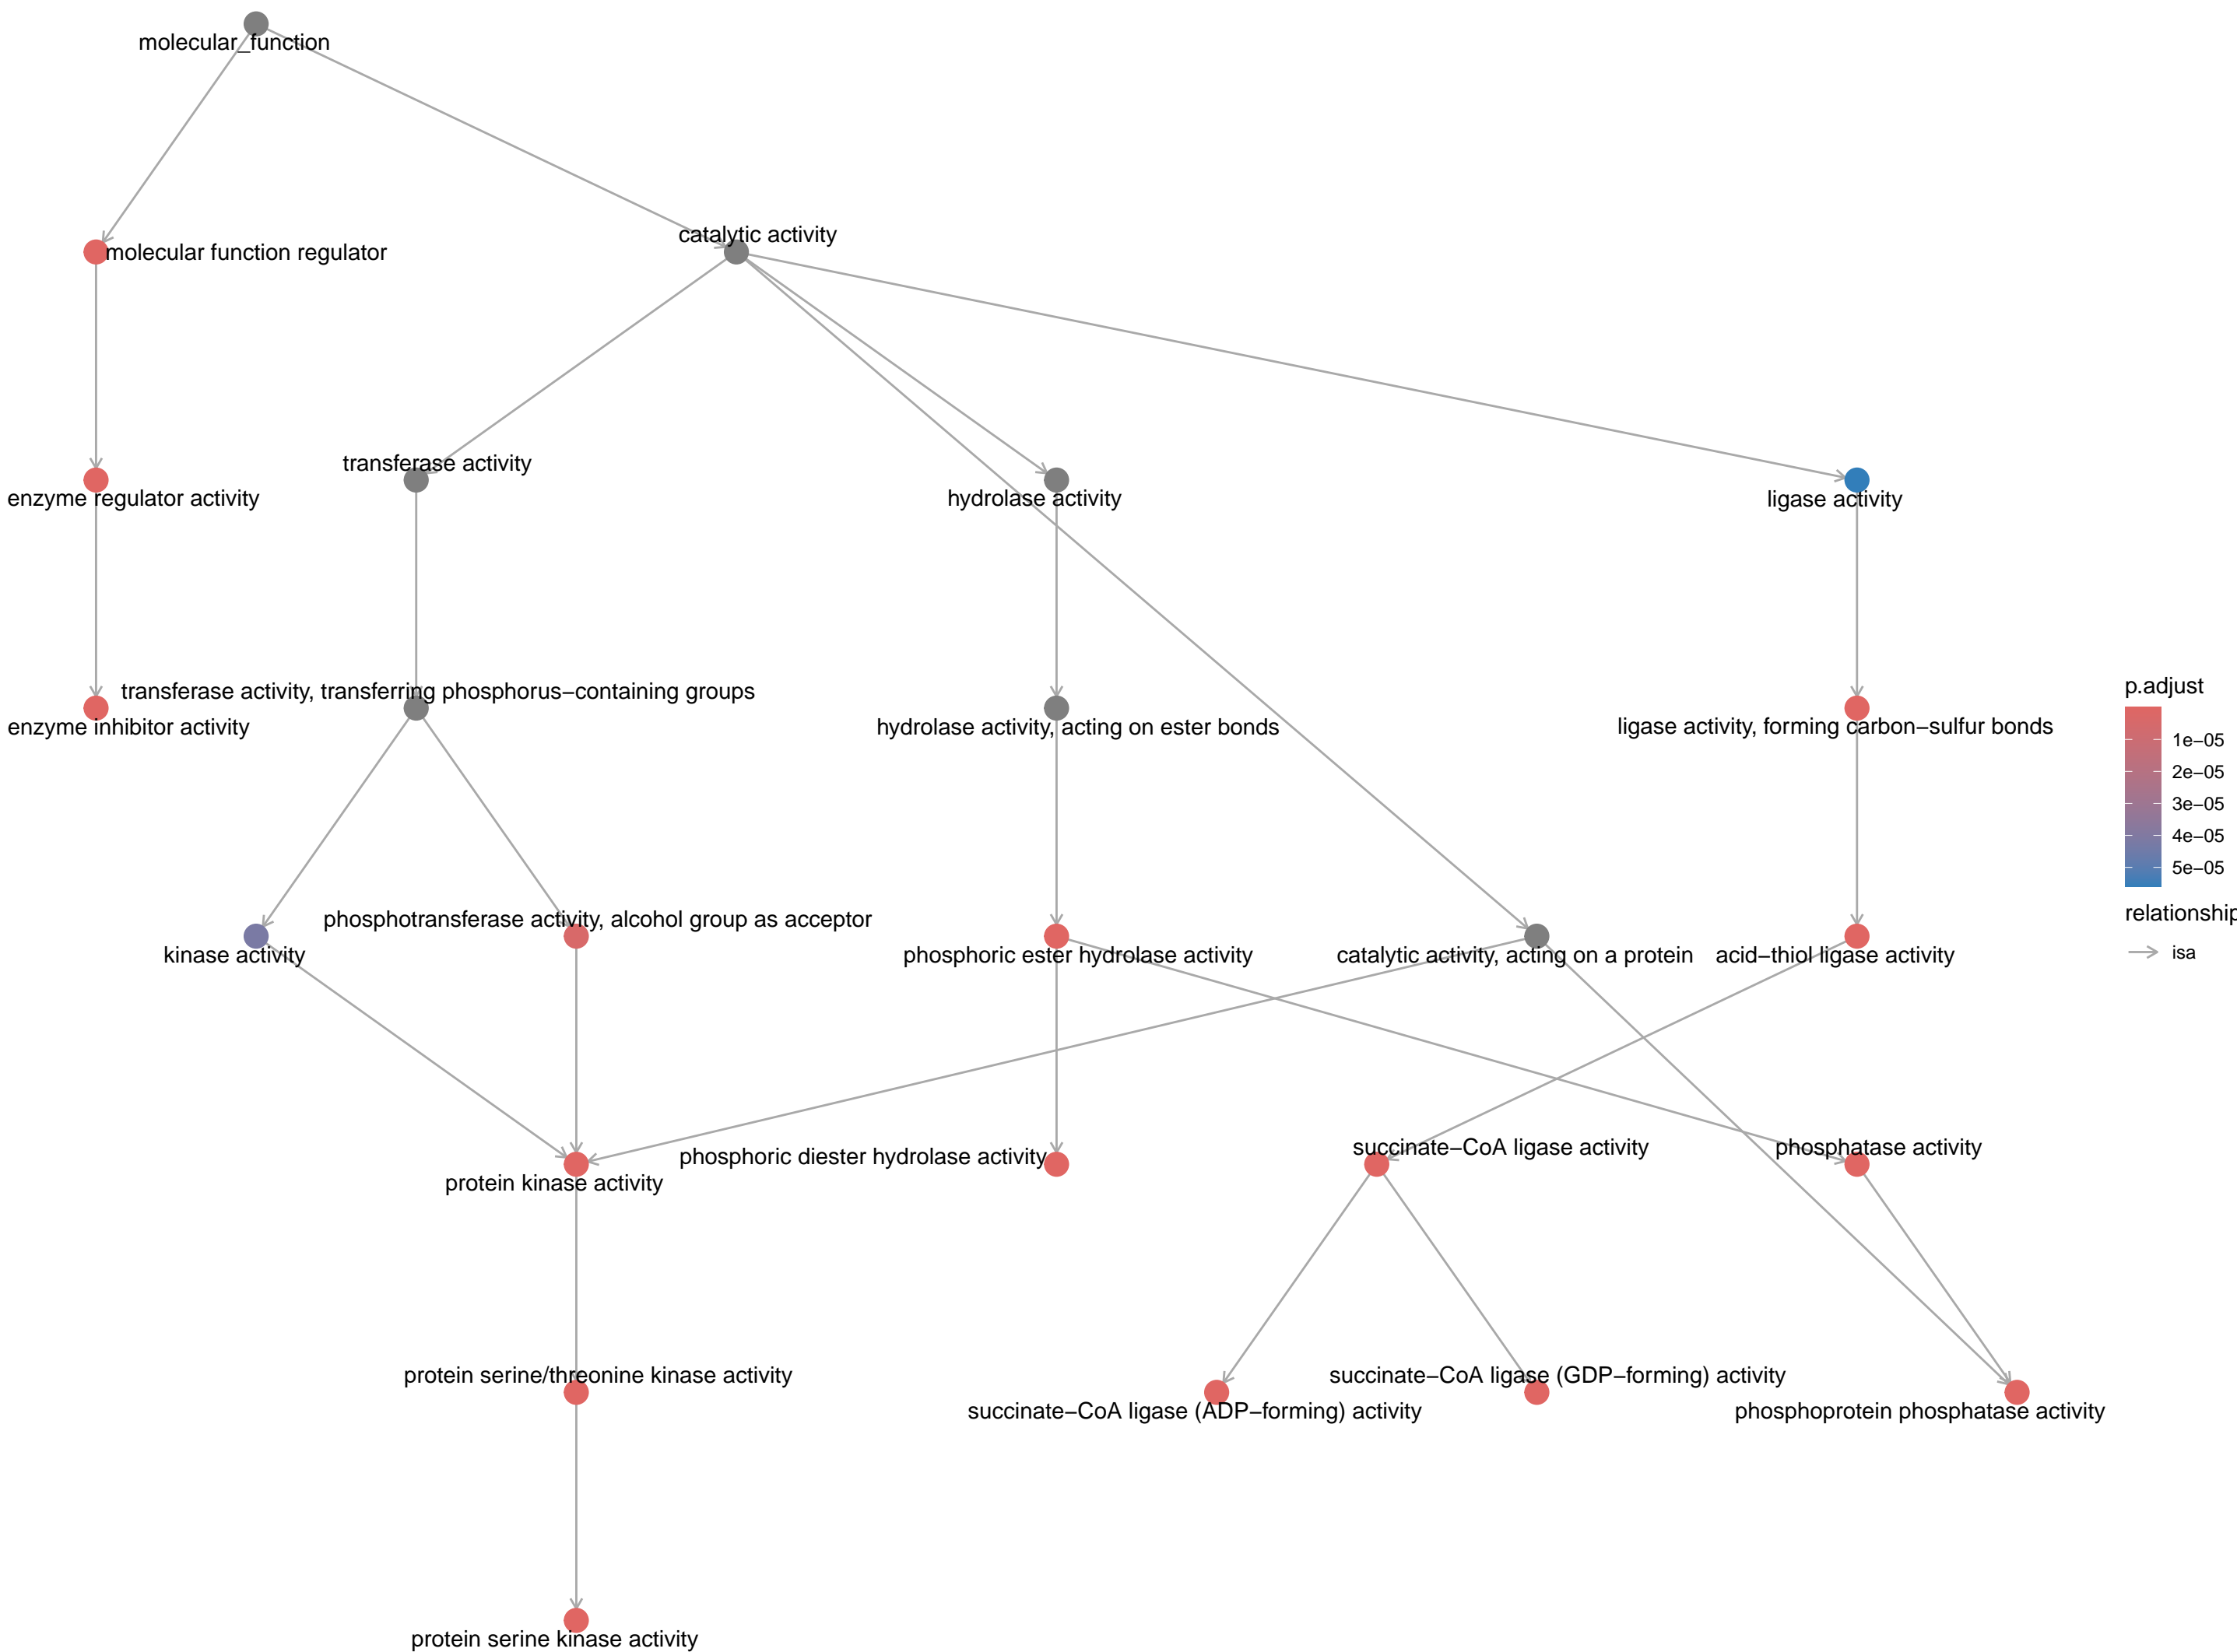 molecular_function
catalytic activity
molecular function regulator
transferase activity
enzyme regulator activity
hydrolase activity
ligase activity
transferase activity, transferring phosphorus−containing groups
enzyme inhibitor activity
hydrolase activity, acting on ester bonds
ligase activity, forming carbon−sulfur bonds
p.adjust
1e−05
2e−05
3e−05
4e−05
5e−05
relationship
isa
phosphotransferase activity, alcohol group as acceptor
kinase activity
phosphoric ester hydrolase activity
catalytic activity, acting on a protein
acid−thiol ligase activity
succinate−CoA ligase activity
phosphatase activity
phosphoric diester hydrolase activity
protein kinase activity
protein serine/threonine kinase activity
succinate−CoA ligase (GDP−forming) activity
succinate−CoA ligase (ADP−forming) activity
phosphoprotein phosphatase activity
protein serine kinase activity